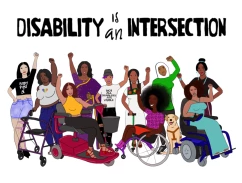 DISABILITY is an INTERSECTION